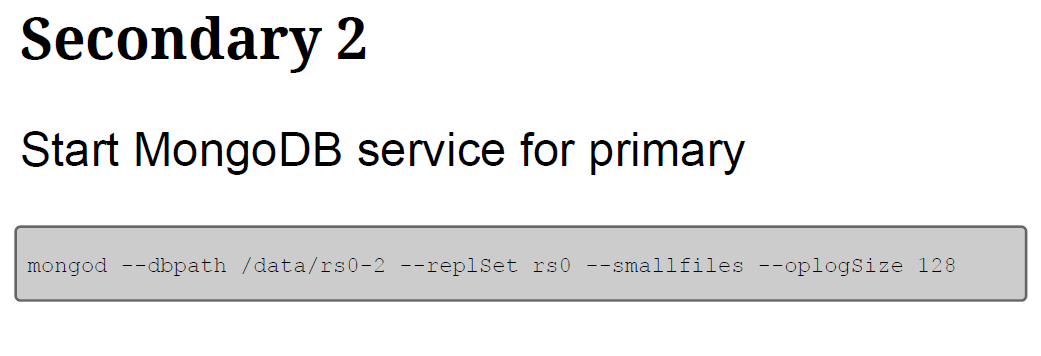 Secondary 2
Start MongoDB service for primary
mongod --dbpath /data/rs0-2 --replSet rs0 --smallfiles --oplogSize 128